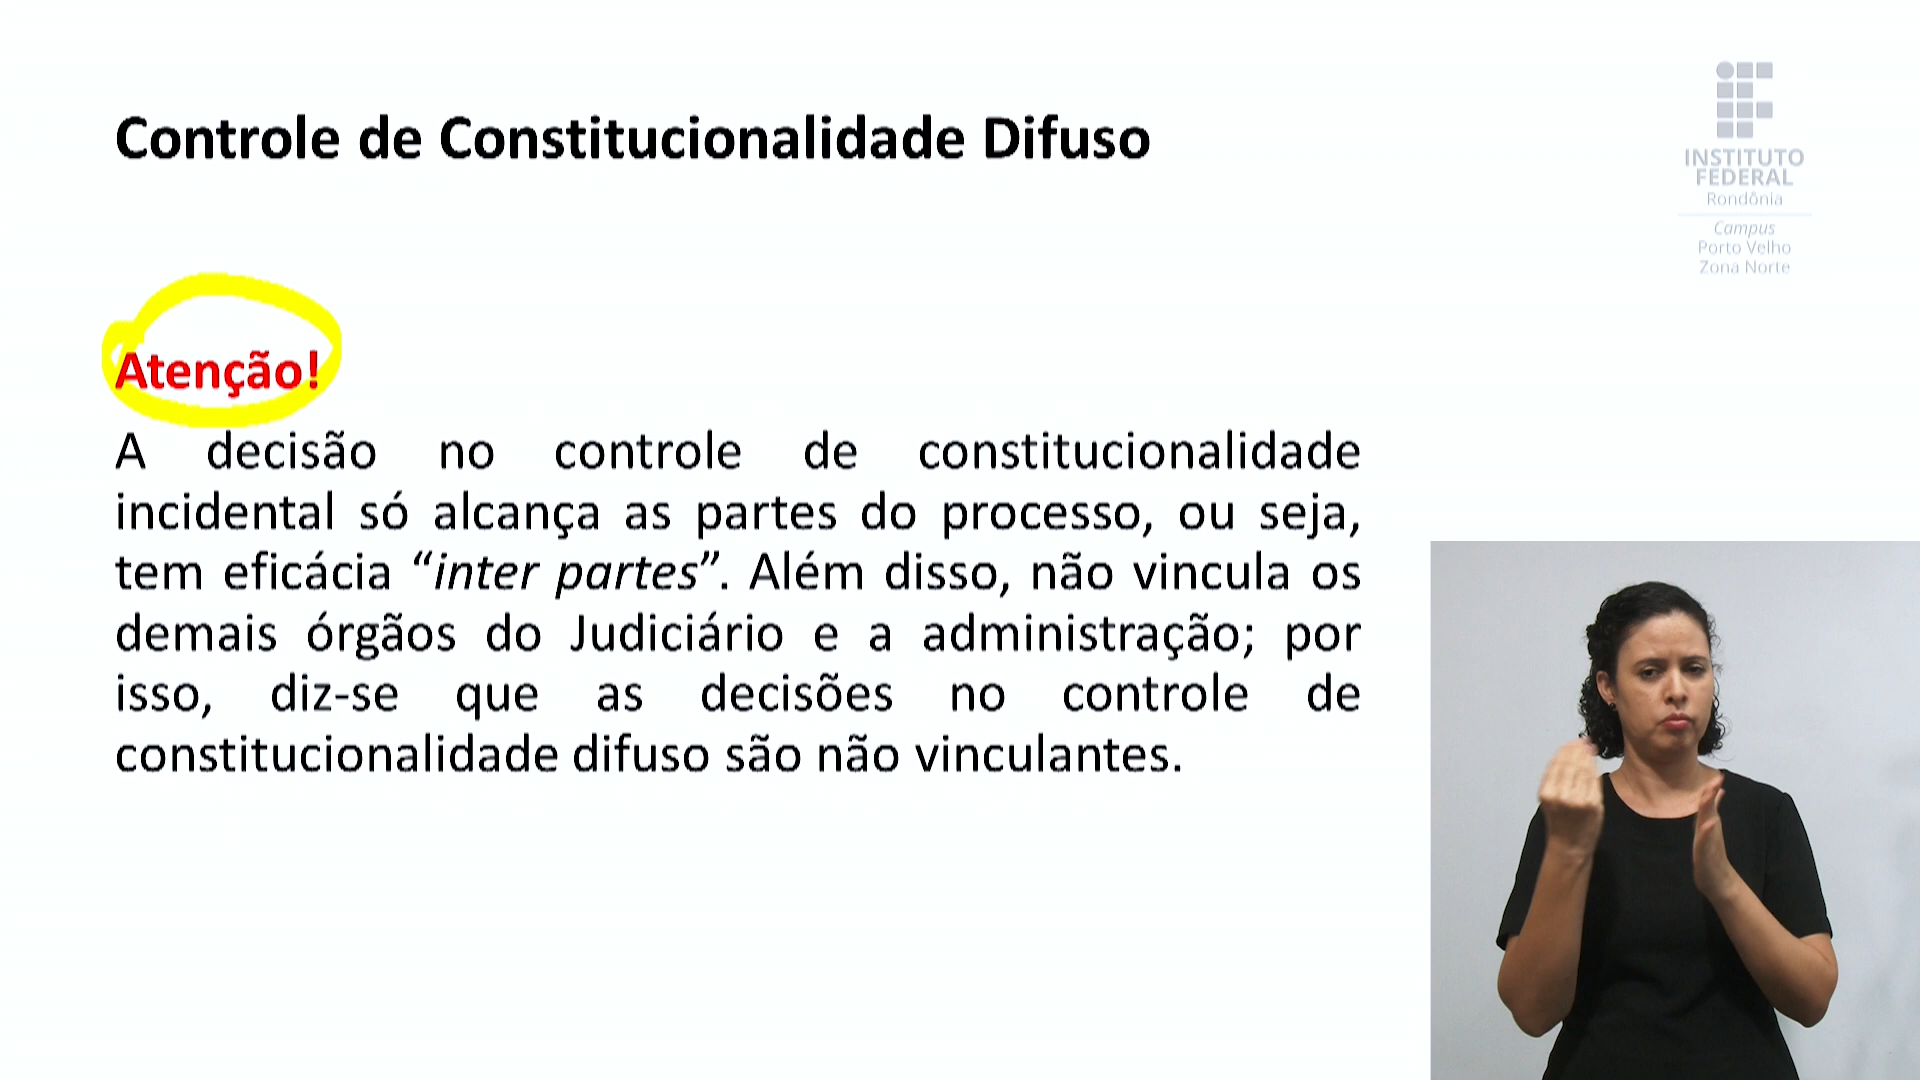 Controle de Constitucionalidade Difuso
INSTITUTO
FEDERAL
Rondônia
Campus
Porto Velho
Zona Norte
Atenção!
A decisão no controle de constitucionalidade
incidental só alcança as partes do processo, ou seja,
tem eficácia “inter partes”. Além disso, não vincula os
demais órgãos do Judiciário e a administração; por
isso, diz-se que as decisões no controle de
constitucionalidade difuso são não vinculantes.